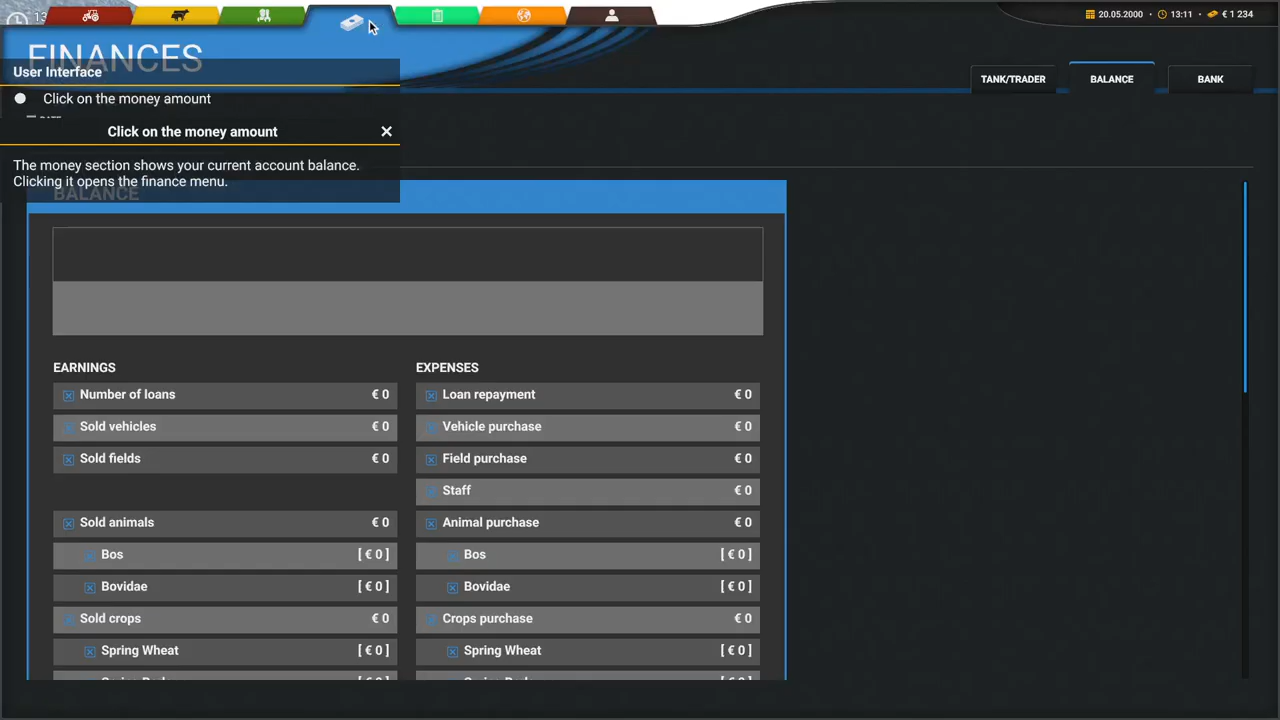 13
20.05.2000 • 13:11 • € 1 234
FINANCES
User Interface
TANK/TRADER
BALANCE
BANK
Click on the money amount
Click on the money amount
The money section shows your current account balance.
Clicking it opens the finance menu.
BALANCE
EARNINGS
EXPENSES
Number of loans € 0
Loan repayment € 0
Sold vehicles € 0
Vehicle purchase € 0
Sold fields € 0
Field purchase € 0
Staff € 0
Sold animals € 0
Animal purchase € 0
Bos [ € 0 ]
Bos [ € 0 ]
Bovidae [ € 0 ]
Bovidae [ € 0 ]
Sold crops € 0
Crops purchase € 0
Spring Wheat [ € 0 ]
Spring Wheat [ € 0 ]